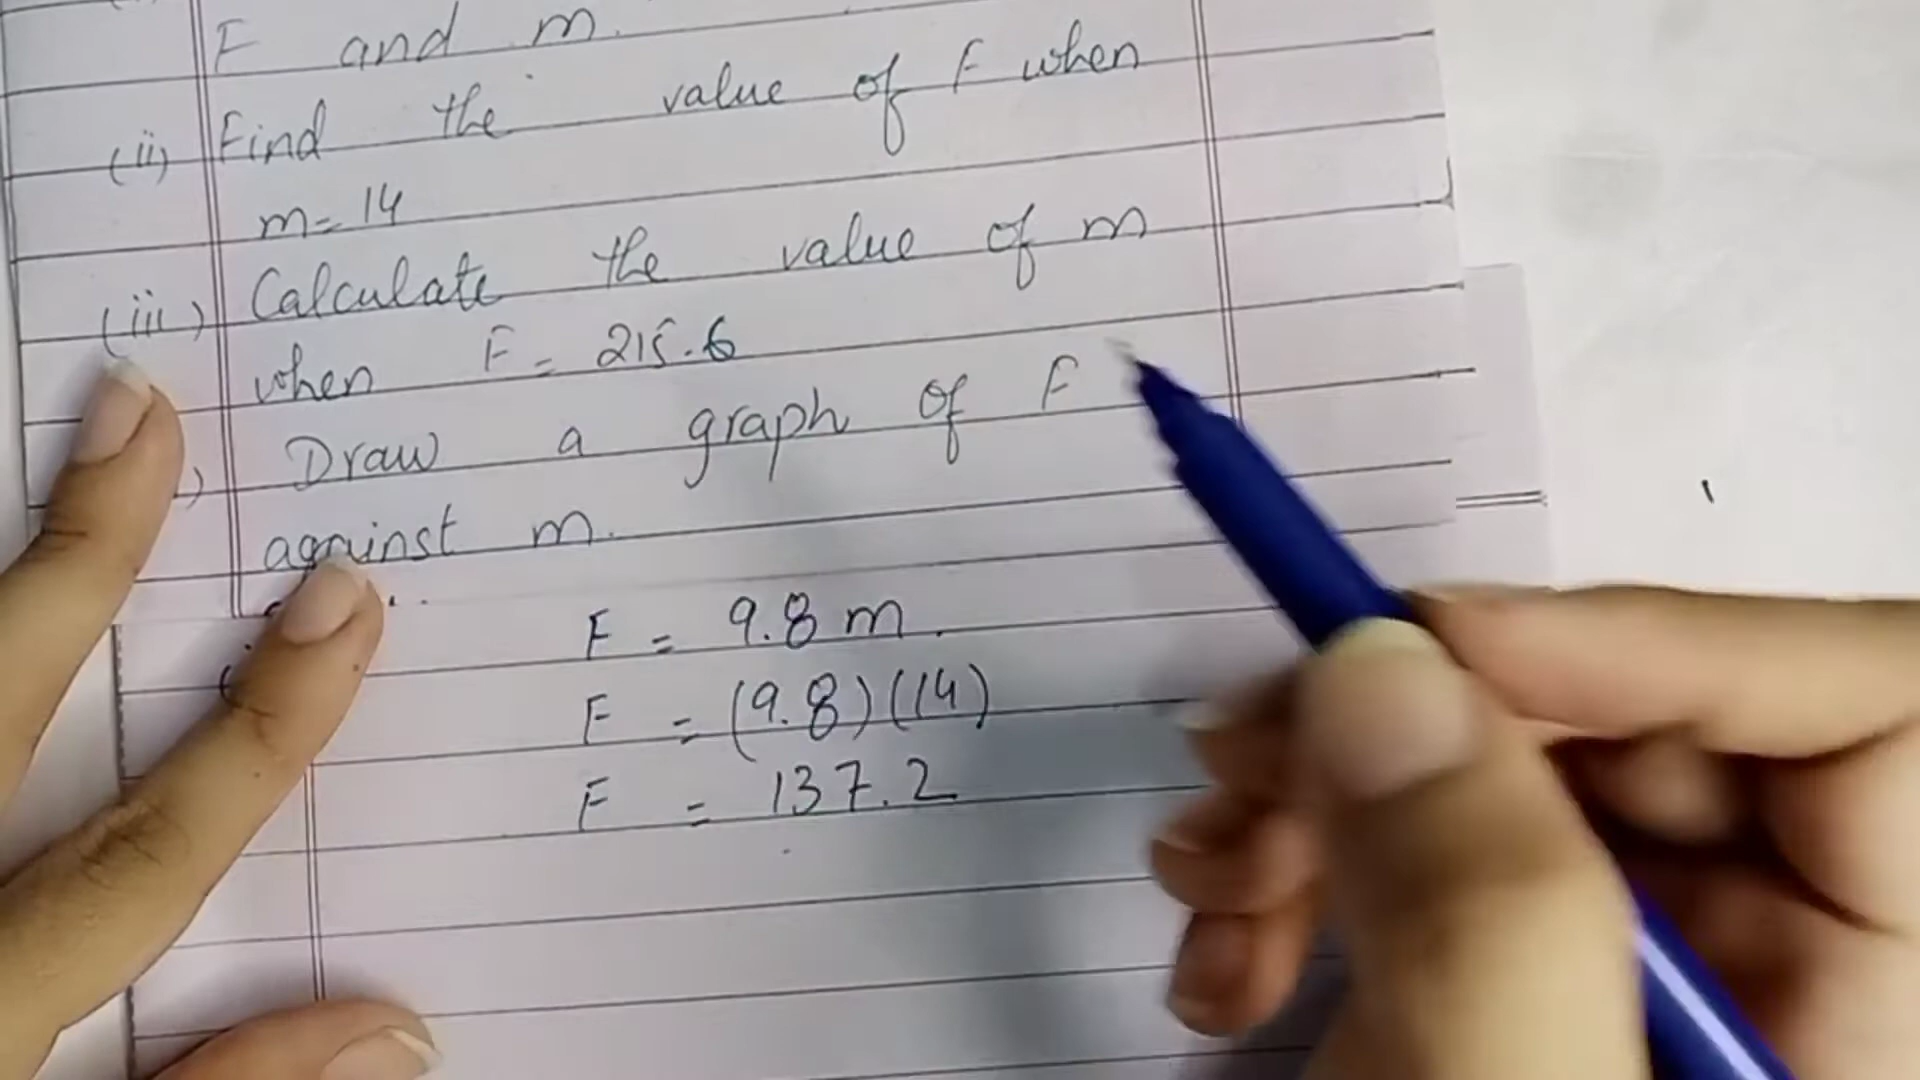 F and m.
(ii) Find the value of F when
m = 14
(iii) Calculate the value of m
when F = 215.6
) Draw a graph of F
against m.
F = 9.8 m.
F = (9.8)(14)
F = 137.2